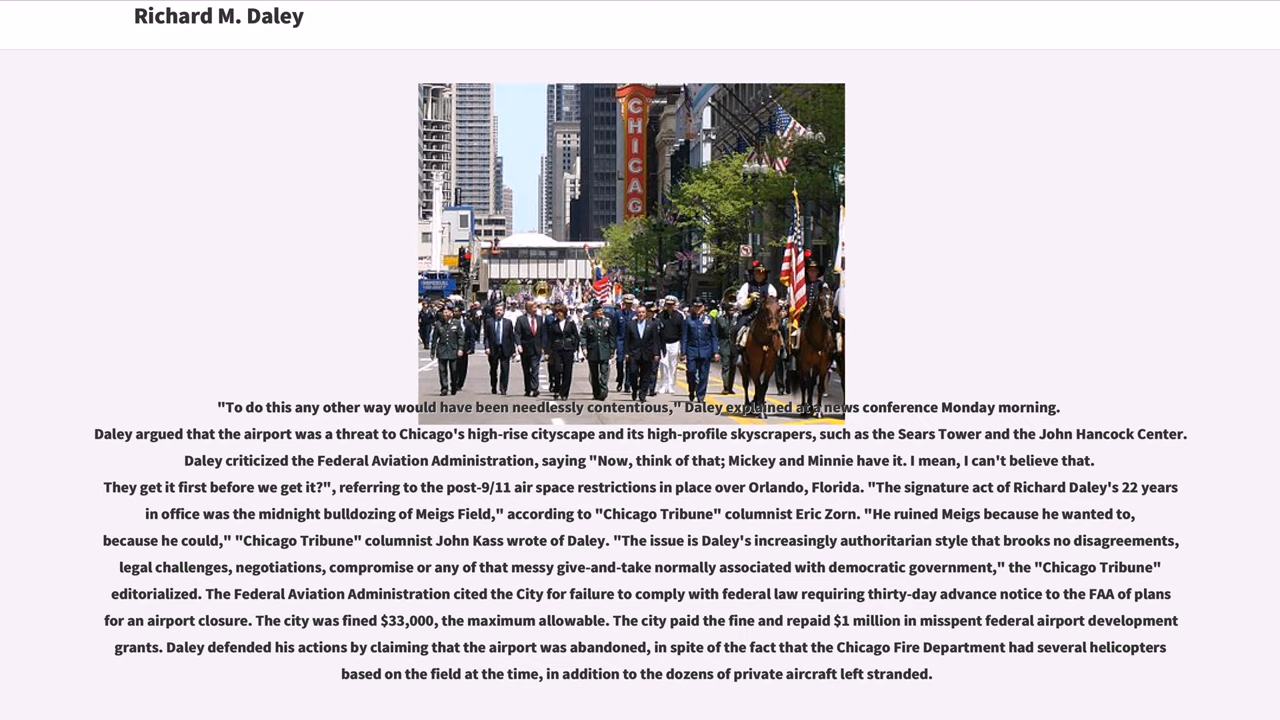 Richard M. Daley
CHICAG
"To do this any other way would have been needlessly contentious," Daley explained at a news conference Monday morning.
Daley argued that the airport was a threat to Chicago's high-rise cityscape and its high-profile skyscrapers, such as the Sears Tower and the John Hancock Center.
Daley criticized the Federal Aviation Administration, saying "Now, think of that; Mickey and Minnie have it. I mean, I can't believe that.
They get it first before we get it?", referring to the post-9/11 air space restrictions in place over Orlando, Florida. "The signature act of Richard Daley's 22 years
in office was the midnight bulldozing of Meigs Field," according to "Chicago Tribune" columnist Eric Zorn. "He ruined Meigs because he wanted to,
because he could," "Chicago Tribune" columnist John Kass wrote of Daley. "The issue is Daley's increasingly authoritarian style that brooks no disagreements,
legal challenges, negotiations, compromise or any of that messy give-and-take normally associated with democratic government," the "Chicago Tribune"
editorialized. The Federal Aviation Administration cited the City for failure to comply with federal law requiring thirty-day advance notice to the FAA of plans
for an airport closure. The city was fined $33,000, the maximum allowable. The city paid the fine and repaid $1 million in misspent federal airport development
grants. Daley defended his actions by claiming that the airport was abandoned, in spite of the fact that the Chicago Fire Department had several helicopters
based on the field at the time, in addition to the dozens of private aircraft left stranded.